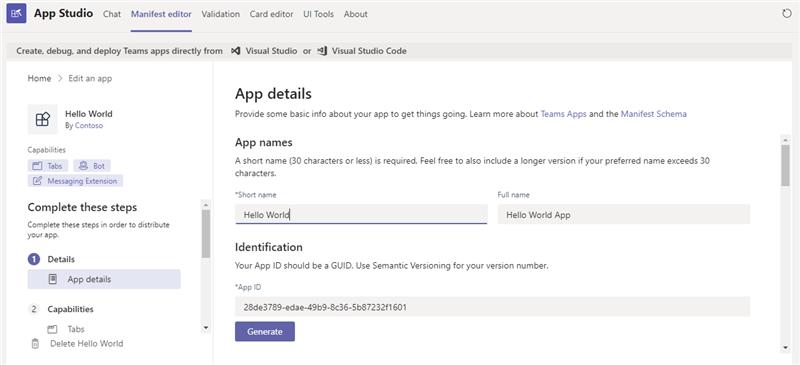 App Studio Chat Manifest editor Validation Card editor UI Tools About
Create, debug, and deploy Teams apps directly from Visual Studio or Visual Studio Code
Home > Edit an app
Hello World
By Contoso
Capabilities
Tabs Bot
Messaging Extension
Complete these steps
Complete these steps in order to distribute
your app.
1 Details
App details
2 Capabilities
Tabs
Delete Hello World
App details
Provide some basic info about your app to get things going. Learn more about Teams Apps and the Manifest Schema
App names
A short name (30 characters or less) is required. Feel free to also include a longer version if your preferred name exceeds 30
characters.
*Short name Full name
Hello World Hello World App
Identification
Your App ID should be a GUID. Use Semantic Versioning for your version number.
*App ID
28de3789-edae-49b9-8c36-5b87232f1601
Generate